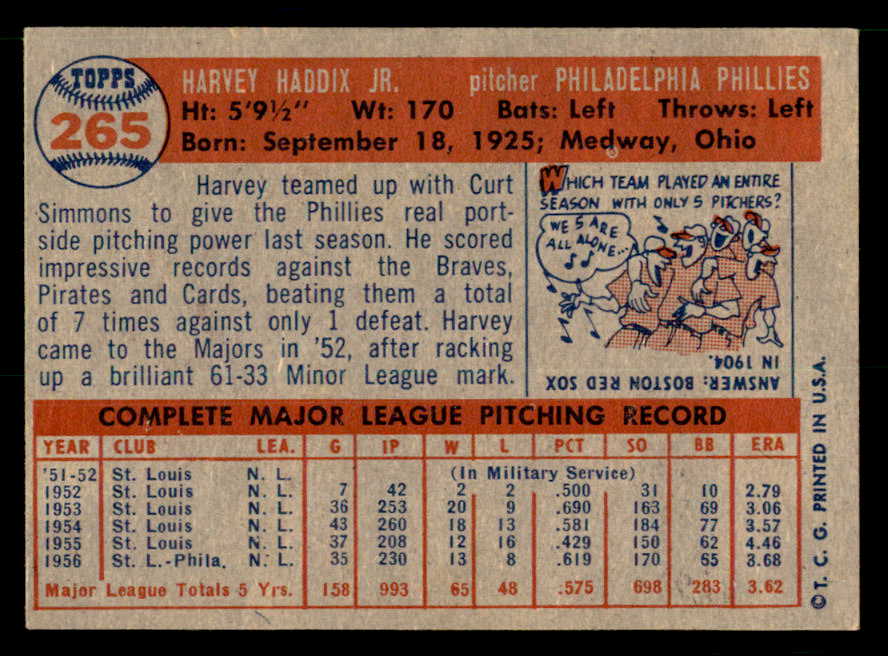 TOPPS
265
HARVEY HADDIX JR. pitcher PHILADELPHIA PHILLIES
Ht: 5'9½" Wt: 170 Bats: Left Throws: Left
Born: September 18, 1925; Medway, Ohio
Harvey teamed up with Curt
Simmons to give the Phillies real port-
side pitching power last season. He scored
impressive records against the Braves,
Pirates and Cards, beating them a total
of 7 times against only 1 defeat. Harvey
came to the Majors in '52, after racking
up a brilliant 61-33 Minor League mark.
WHICH TEAM PLAYED AN ENTIRE
SEASON WITH ONLY 5 PITCHERS?
WE 5 ARE
ALL ALONE...
ANSWER: BOSTON RED SOX
IN 1904.
COMPLETE MAJOR LEAGUE PITCHING RECORD
YEAR CLUB LEA. G IP W L PCT SO BB ERA
'51-52 St. Louis N. L. (In Military Service)
1952 St. Louis N. L. 7 42 2 2 .500 31 10 2.79
1953 St. Louis N. L. 36 253 20 9 .690 163 69 3.06
1954 St. Louis N. L. 43 260 18 13 .581 184 77 3.57
1955 St. Louis N. L. 37 208 12 16 .429 150 62 4.46
1956 St. L.-Phila. N. L. 35 230 13 8 .619 170 65 3.68
Major League Totals 5 Yrs. 158 993 65 48 .575 698 283 3.62
© T. C. G. PRINTED IN U.S.A.